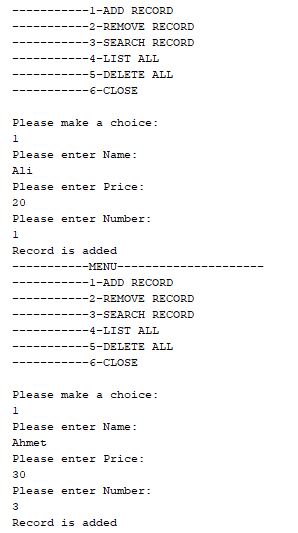 -----------1-ADD RECORD
-----------2-REMOVE RECORD
-----------3-SEARCH RECORD
-----------4-LIST ALL
-----------5-DELETE ALL
-----------6-CLOSE
Please make a choice:
1
Please enter Name:
Ali
Please enter Price:
20
Please enter Number:
1
Record is added
-----------MENU---------------------
-----------1-ADD RECORD
-----------2-REMOVE RECORD
-----------3-SEARCH RECORD
-----------4-LIST ALL
-----------5-DELETE ALL
-----------6-CLOSE
Please make a choice:
1
Please enter Name:
Ahmet
Please enter Price:
30
Please enter Number:
3
Record is added